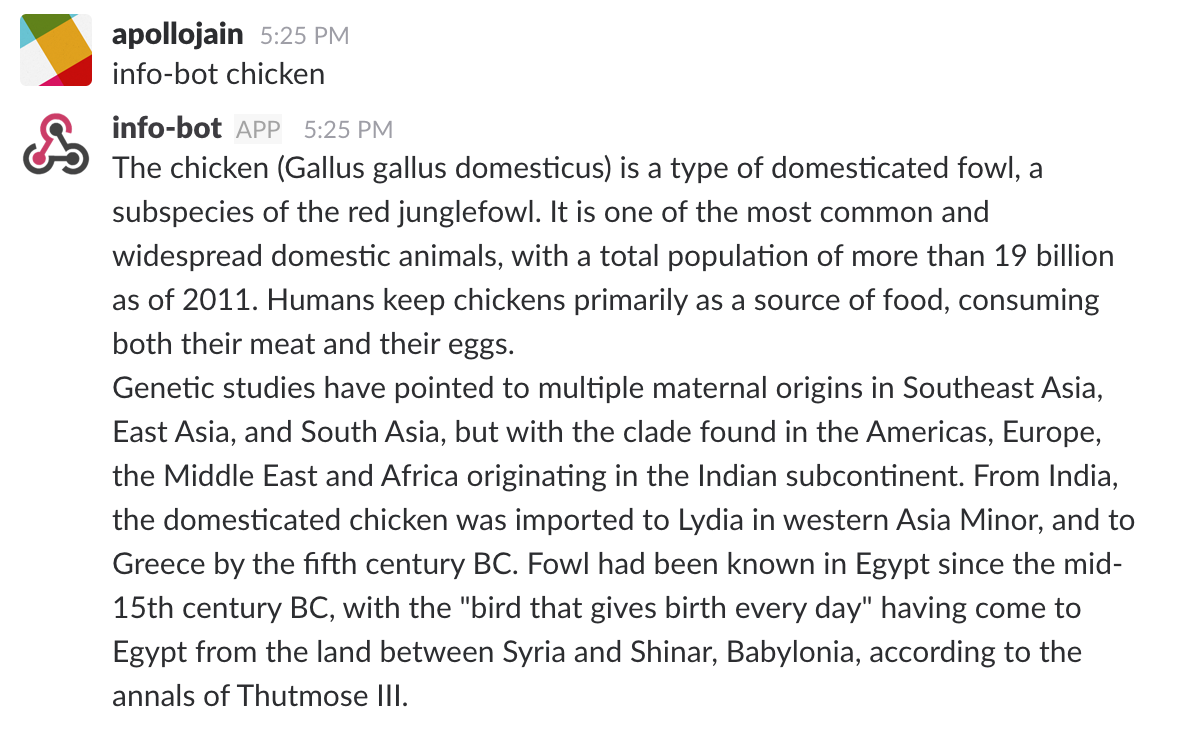 apollojain 5:25 PM
info-bot chicken
info-bot APP 5:25 PM
The chicken (Gallus gallus domesticus) is a type of domesticated fowl, a
subspecies of the red junglefowl. It is one of the most common and
widespread domestic animals, with a total population of more than 19 billion
as of 2011. Humans keep chickens primarily as a source of food, consuming
both their meat and their eggs.
Genetic studies have pointed to multiple maternal origins in Southeast Asia,
East Asia, and South Asia, but with the clade found in the Americas, Europe,
the Middle East and Africa originating in the Indian subcontinent. From India,
the domesticated chicken was imported to Lydia in western Asia Minor, and to
Greece by the fifth century BC. Fowl had been known in Egypt since the mid-
15th century BC, with the "bird that gives birth every day" having come to
Egypt from the land between Syria and Shinar, Babylonia, according to the
annals of Thutmose III.